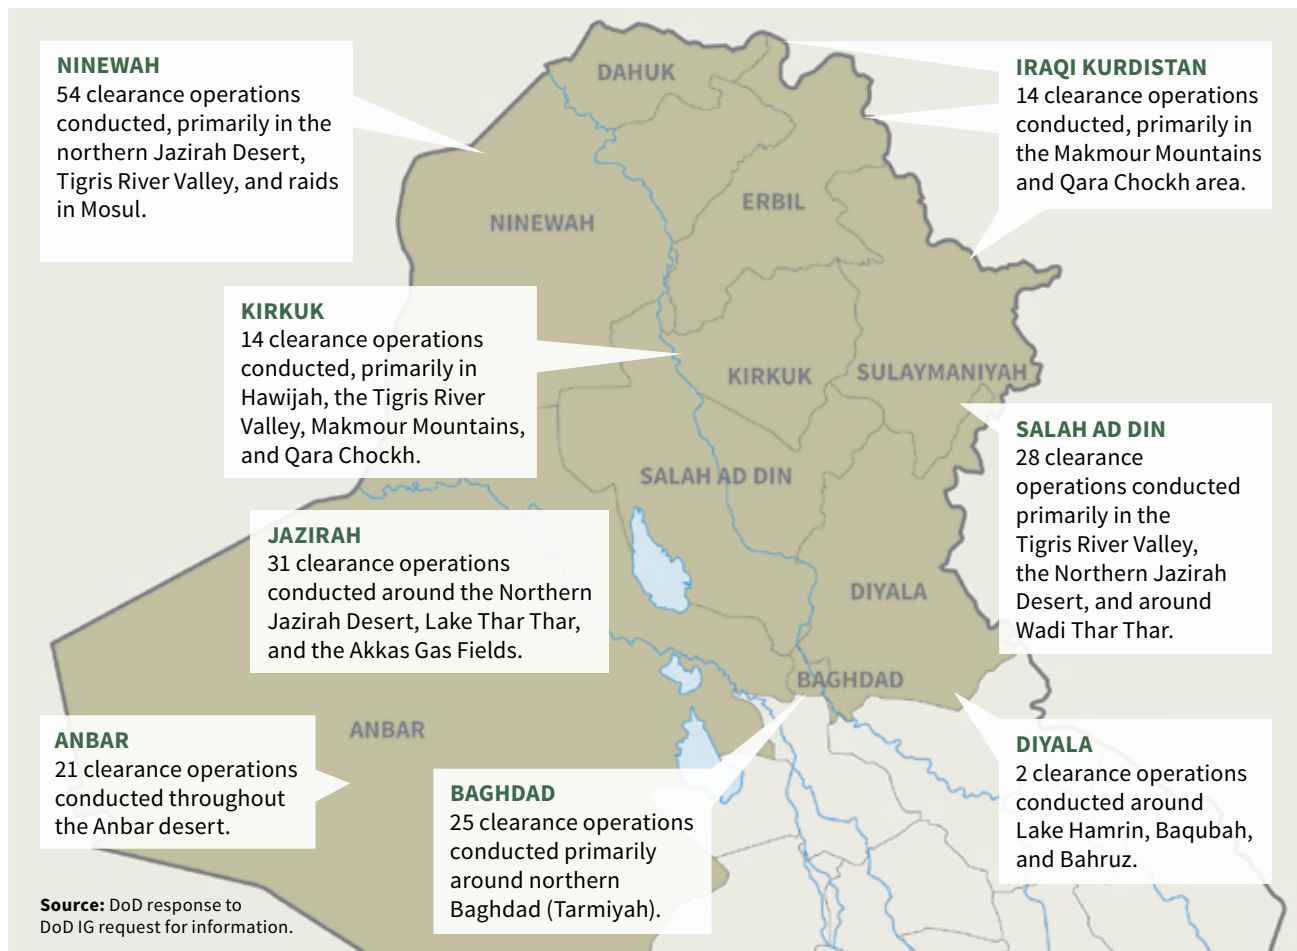 NINEWAH
54 clearance operations
conducted, primarily in the
northern Jazirah Desert,
Tigris River Valley, and raids
in Mosul.
IRAQI KURDISTAN
14 clearance operations
conducted, primarily in
the Makmour Mountains
and Qara Chockh area.
DAHUK
ERBIL
NINEWAH
KIRKUK
14 clearance operations
conducted, primarily in
Hawijah, the Tigris River
Valley, Makmour Mountains,
and Qara Chockh.
KIRKUK
SULAYMANIYAH
SALAH AD DIN
SALAH AD DIN
28 clearance
operations conducted
primarily in the
Tigris River Valley,
the Northern Jazirah
Desert, and around
Wadi Thar Thar.
JAZIRAH
31 clearance operations
conducted around the Northern
Jazirah Desert, Lake Thar Thar,
and the Akkas Gas Fields.
DIYALA
BAGHDAD
ANBAR
ANBAR
21 clearance operations
conducted throughout
the Anbar desert.
BAGHDAD
25 clearance operations
conducted primarily
around northern
Baghdad (Tarmiyah).
DIYALA
2 clearance operations
conducted around
Lake Hamrin, Baqubah,
and Bahruz.
Source: DoD response to
DoD IG request for information.